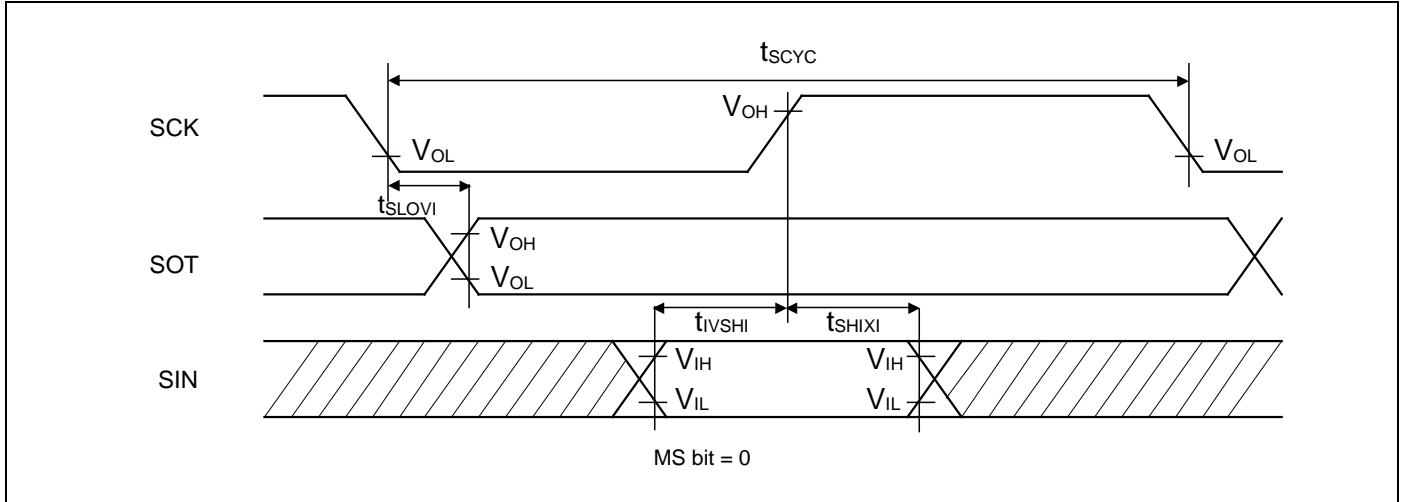 tSCYC
SCK
VOH
VOL
VOL
tSLOVI
SOT
VOH
VOL
tIVSHI
tSHIXI
SIN
VIH
VIH
VIL
VIL
MS bit = 0